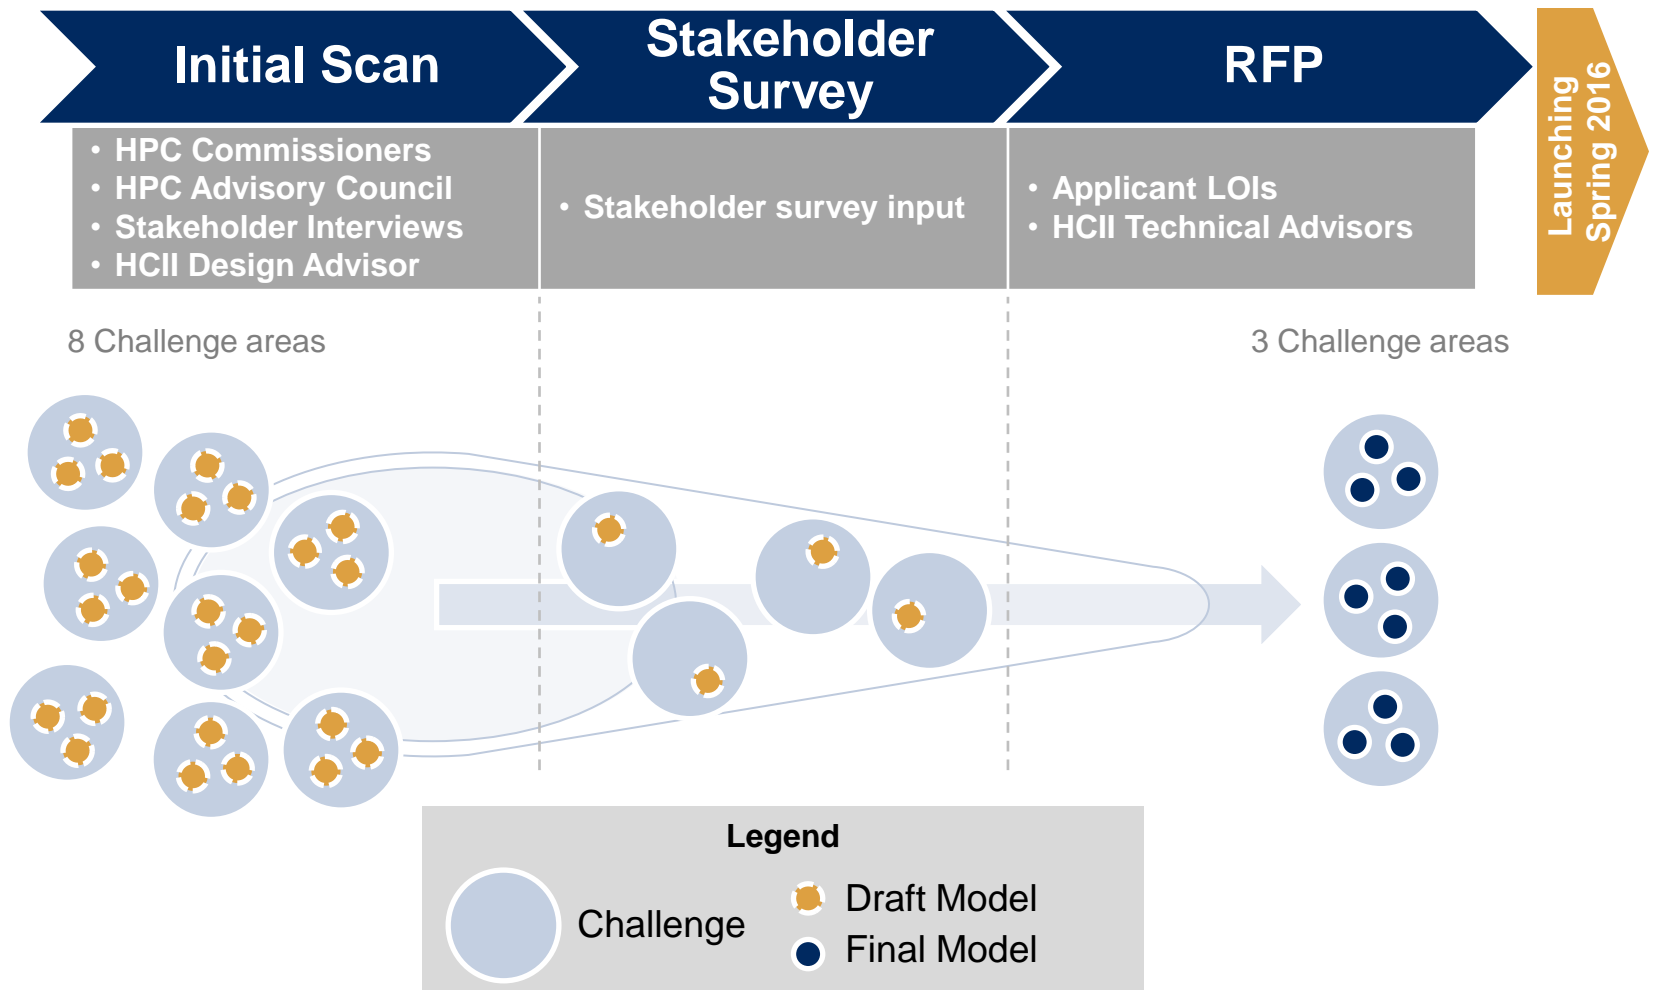 Initial Scan
Stakeholder
Survey
RFP
Launching
Spring 2016
• HPC Commissioners
• HPC Advisory Council
• Stakeholder Interviews
• HCII Design Advisor
• Stakeholder survey input
• Applicant LOIs
• HCII Technical Advisors
8 Challenge areas
3 Challenge areas
Legend
Challenge
Draft Model
Final Model